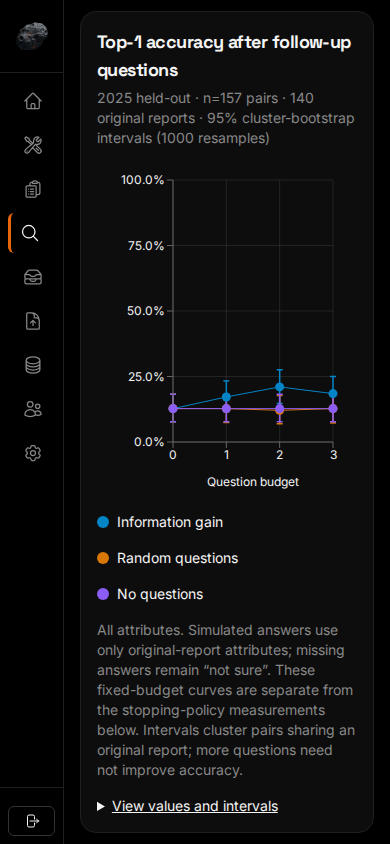 Top-1 accuracy after follow-up
questions
2025 held-out · n=157 pairs · 140
original reports · 95% cluster-bootstrap
intervals (1000 resamples)
100.0%
75.0%
50.0%
25.0%
0.0%
0 1 2 3
Question budget
Information gain
Random questions
No questions
All attributes. Simulated answers use
only original-report attributes; missing
answers remain “not sure”. These
fixed-budget curves are separate from
the stopping-policy measurements
below. Intervals cluster pairs sharing an
original report; more questions need
not improve accuracy.
View values and intervals